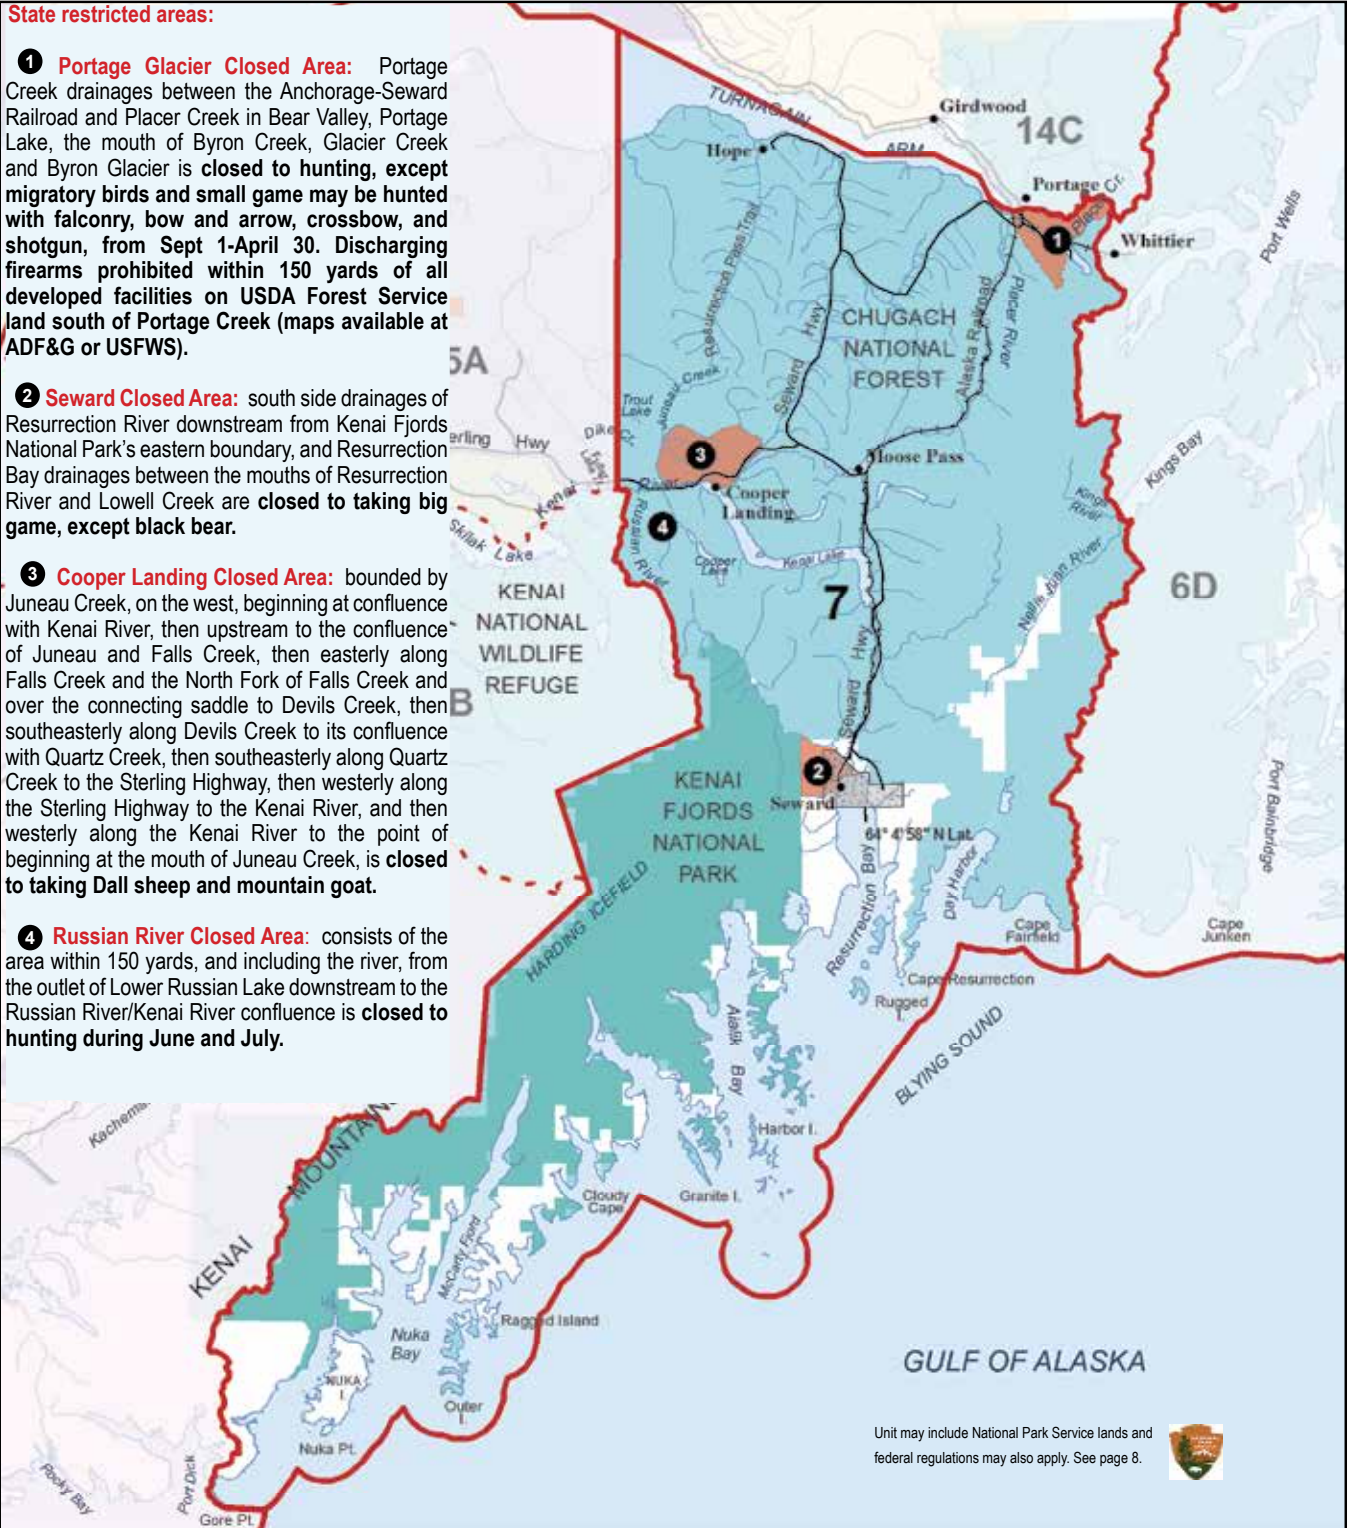 State restricted areas:
1 Portage Glacier Closed Area: Portage
Creek drainages between the Anchorage-Seward
Railroad and Placer Creek in Bear Valley, Portage
Lake, the mouth of Byron Creek, Glacier Creek
and Byron Glacier is closed to hunting, except
migratory birds and small game may be hunted
with falconry, bow and arrow, crossbow, and
shotgun, from Sept 1-April 30. Discharging
firearms prohibited within 150 yards of all
developed facilities on USDA Forest Service
land south of Portage Creek (maps available at
ADF&G or USFWS).
2 Seward Closed Area: south side drainages of
Resurrection River downstream from Kenai Fjords
National Park's eastern boundary, and Resurrection
Bay drainages between the mouths of Resurrection
River and Lowell Creek are closed to taking big
game, except black bear.
3 Cooper Landing Closed Area: bounded by
Juneau Creek, on the west, beginning at confluence
with Kenai River, then upstream to the confluence
of Juneau and Falls Creek, then easterly along
Falls Creek and the North Fork of Falls Creek and
over the connecting saddle to Devils Creek, then
southeasterly along Devils Creek to its confluence
with Quartz Creek, then southeasterly along Quartz
Creek to the Sterling Highway, then westerly along
the Sterling Highway to the Kenai River, and then
westerly along the Kenai River to the point of
beginning at the mouth of Juneau Creek, is closed
to taking Dall sheep and mountain goat.
4 Russian River Closed Area: consists of the
area within 150 yards, and including the river, from
the outlet of Lower Russian Lake downstream to the
Russian River/Kenai River confluence is closed to
hunting during June and July.
TURNAGAIN
ARM
Girdwood
14C
Hope
Portage
Placer Cr.
1
Whittier
Port Wells
Resurrection Pass Trail
Seward Hwy
CHUGACH
NATIONAL
FOREST
Alaska Railroad
Placer River
5A
Juneau Creek
Trout
Lake
Dike Cr.
erling Hwy
3
Moose Pass
Kenai River
Cooper
Landing
4
Russian River
Skilak Lake
Cooper
Lake
Kenai Lake
Kings Bay
Kings
River
Nellie Juan River
6D
7
KENAI
NATIONAL
WILDLIFE
REFUGE
B
Seward Hwy
2
Seward
KENAI
FJORDS
NATIONAL
PARK
64° 4'58" N Lat.
Port Bainbridge
Resurrection Bay
Day Harbor
HARDING ICEFIELD
Cape
Fairfield
Cape
Junken
Cape Resurrection
Rugged
I.
Aialik Bay
BLYING SOUND
Harbor I.
Kachema
KENAI MOUNTAINS
Cloudy
Cape
Granite I.
McCarty Fjord
Ragged Island
Nuka
Bay
NUKA
I.
Outer
I.
Nuka Pt.
GULF OF ALASKA
Rocky Bay
Port Dick
Gore Pt.
Unit may include National Park Service lands and
federal regulations may also apply. See page 8.